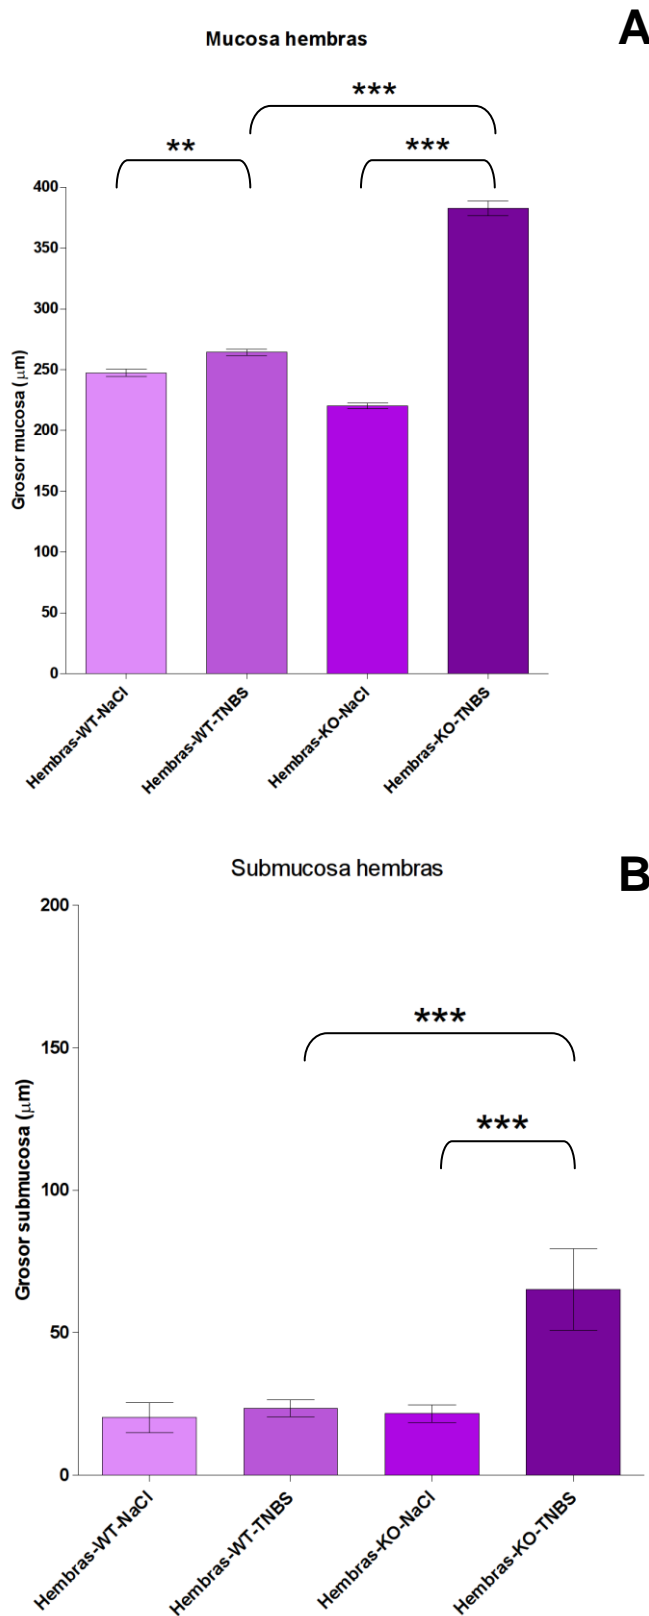 A
Mucosa hembras
***
**
***
400
350
300
250
200
150
100
50
0
Grosor mucosa (μm)
Hembras-WT-NaCl
Hembras-WT-TNBS
Hembras-KO-NaCl
Hembras-KO-TNBS
B
Submucosa hembras
200
150
100
50
0
***
***
Grosor submucosa (μm)
Hembras-WT-NaCl
Hembras-WT-TNBS
Hembras-KO-NaCl
Hembras-KO-TNBS